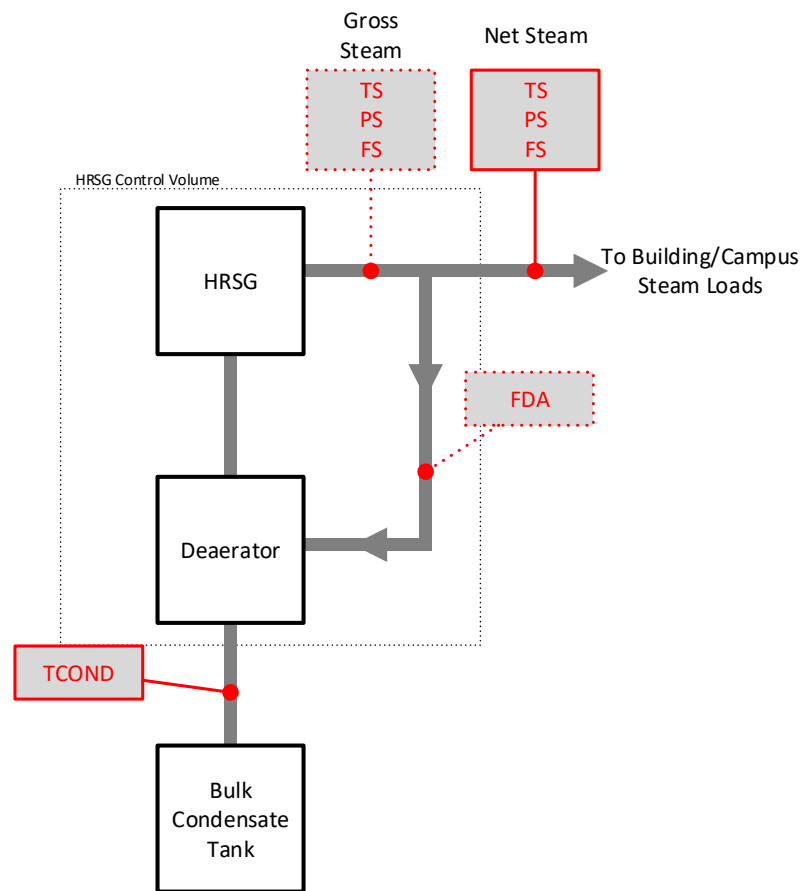 Gross
Steam
Net Steam
TS
PS
FS
TS
PS
FS
HRSG Control Volume
HRSG
To Building/Campus
Steam Loads
FDA
Deaerator
TCOND
Bulk
Condensate
Tank